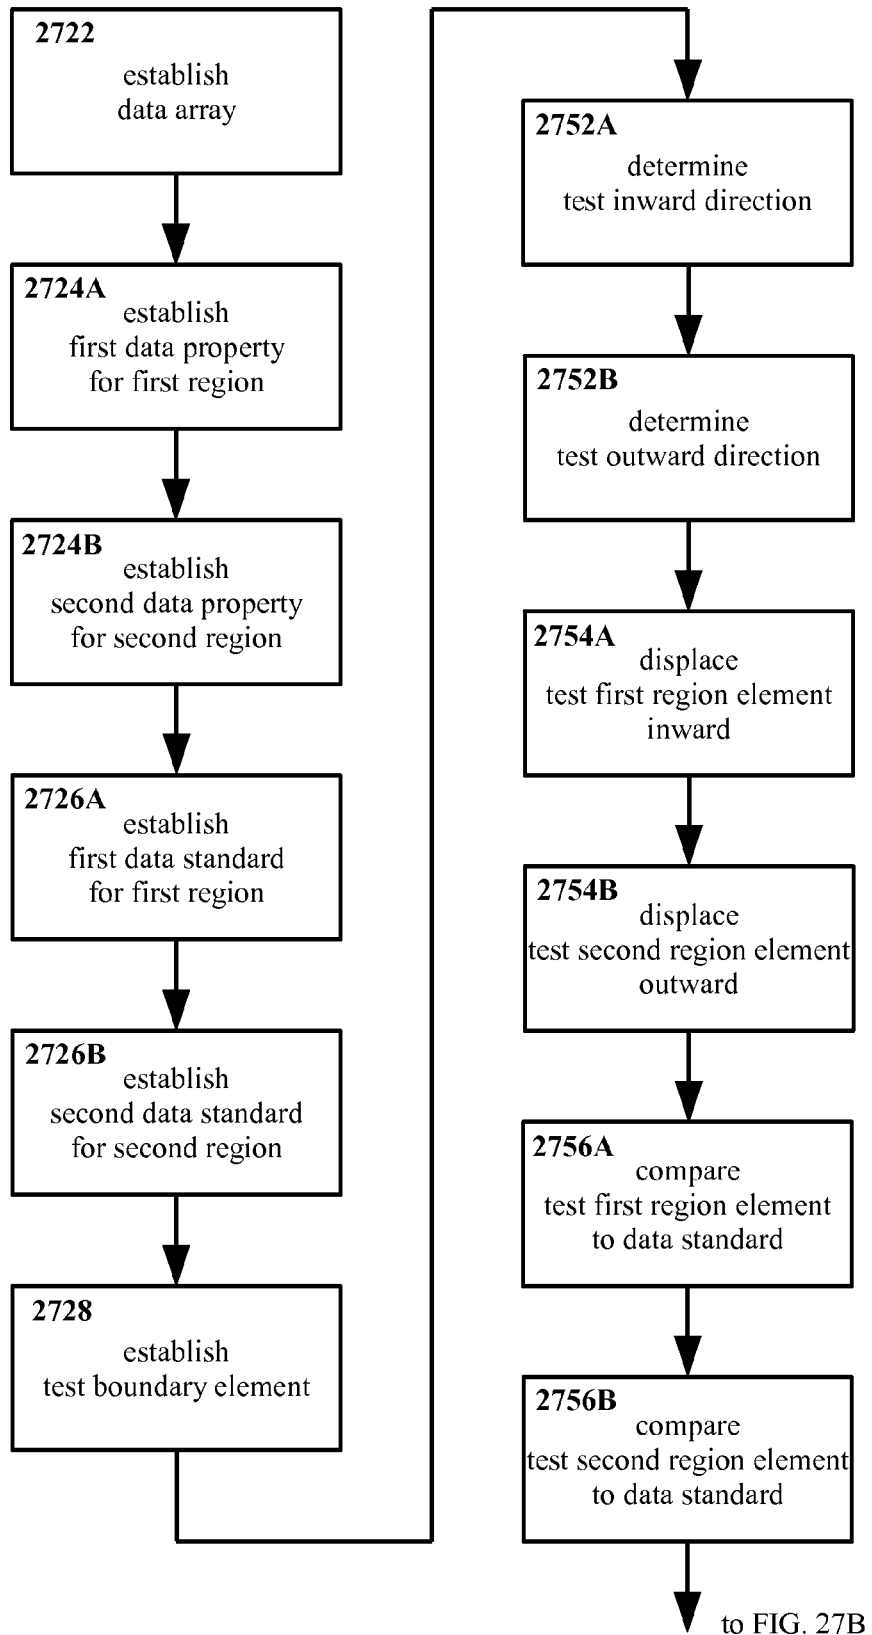 2722
establish
data array
2724A
establish
first data property
for first region
2724B
establish
second data property
for second region
2726A
establish
first data standard
for first region
2726B
establish
second data standard
for second region
2728
establish
test boundary element
2752A
determine
test inward direction
2752B
determine
test outward direction
2754A
displace
test first region element
inward
2754B
displace
test second region element
outward
2756A
compare
test first region element
to data standard
2756B
compare
test second region element
to data standard
to FIG. 27B